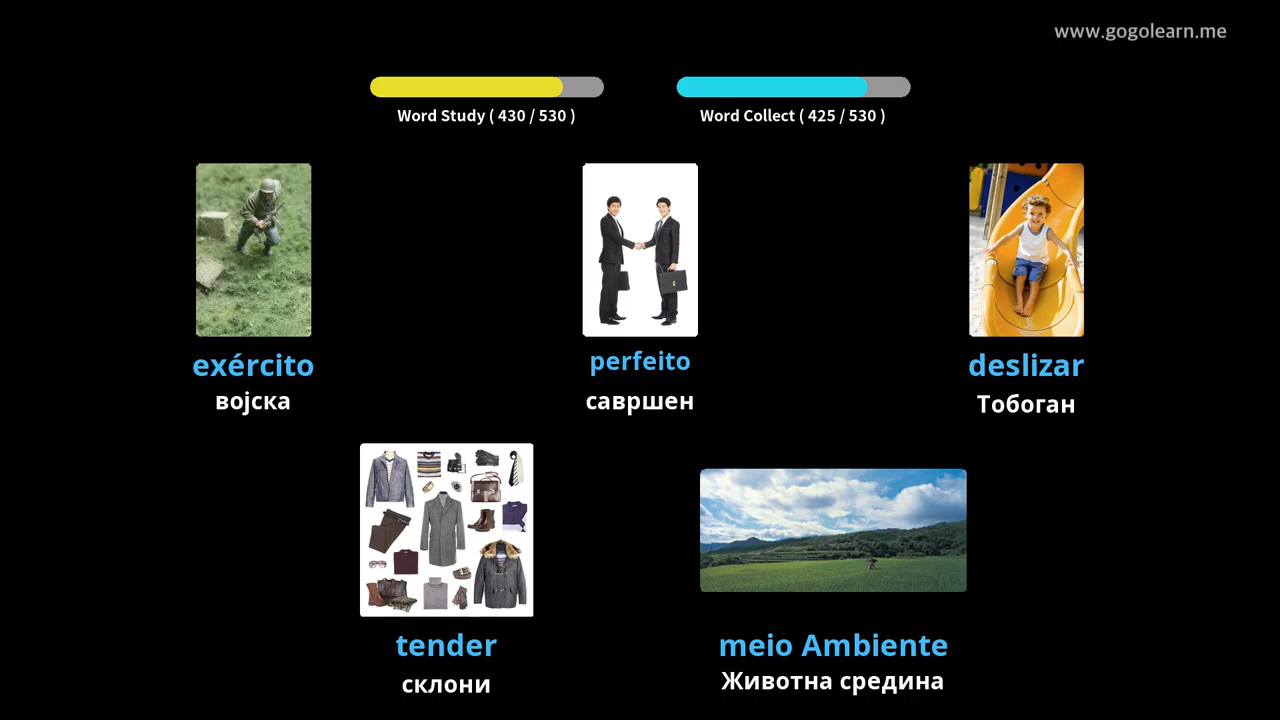 www.gogolearn.me
Word Study ( 430 / 530 )
Word Collect ( 425 / 530 )
exército
војска
perfeito
савршен
deslizar
Тобоган
tender
склони
meio Ambiente
Животна средина